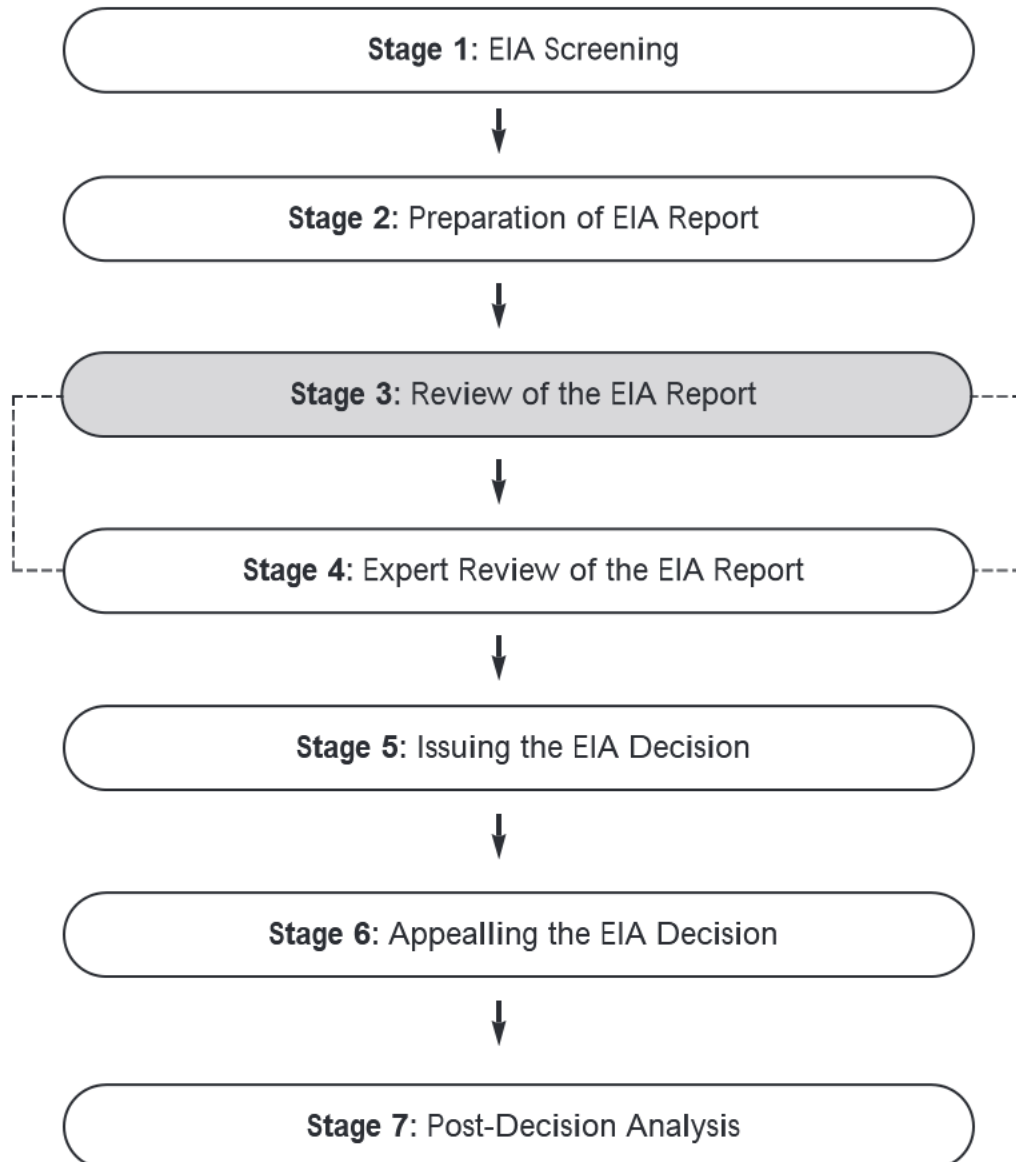 Stage 1: EIA Screening
Stage 2: Preparation of EIA Report
Stage 3: Review of the EIA Report
Stage 4: Expert Review of the EIA Report
Stage 5: Issuing the EIA Decision
Stage 6: Appealling the EIA Decision
Stage 7: Post-Decision Analysis